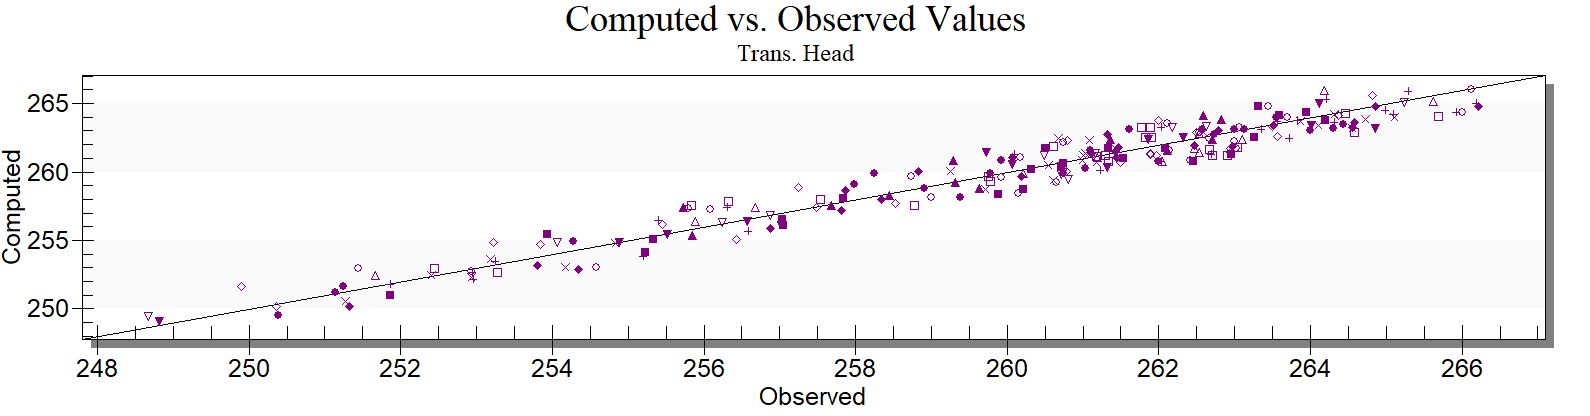 Computed vs. Observed Values
Trans. Head
Computed
265
260
255
250
248 250 252 254 256 258 260 262 264 266
Observed